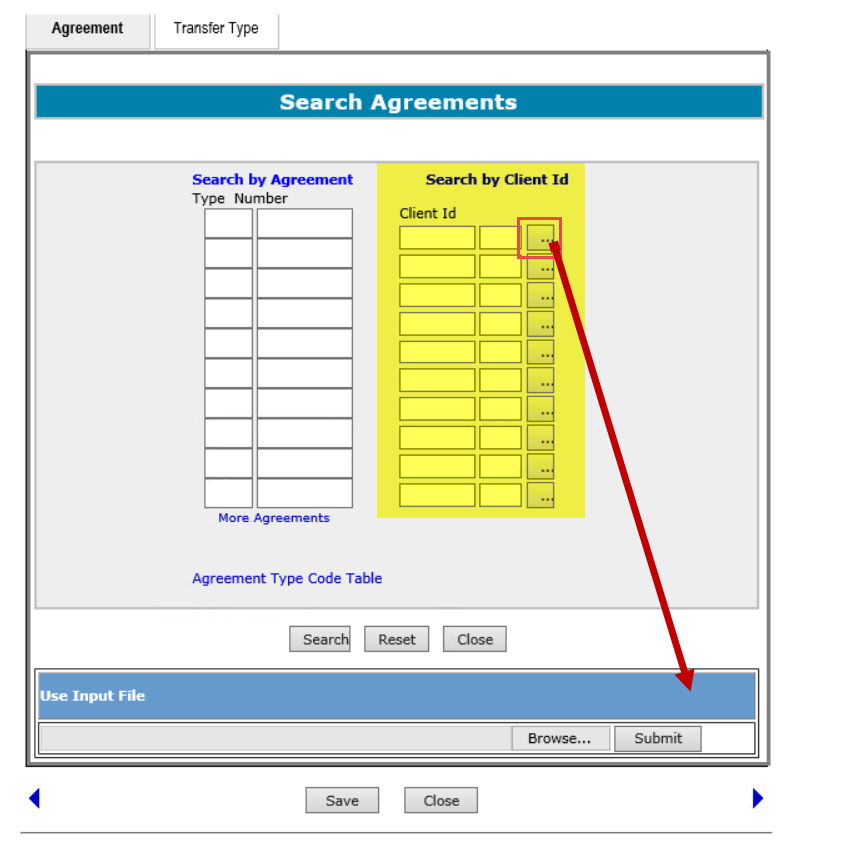 Agreement Transfer Type
Search Agreements
Search by Agreement
Type Number
More Agreements
Agreement Type Code Table
Search by Client Id
Client Id
...
...
...
...
...
...
...
...
...
...
Search Reset Close
Use Input File
Browse... Submit
Save Close